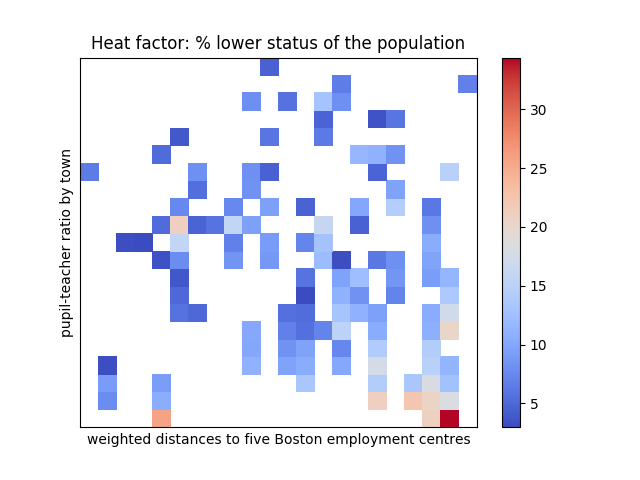 Heat factor: % lower status of the population
pupil-teacher ratio by town
weighted distances to five Boston employment centres
30
25
20
15
10
5